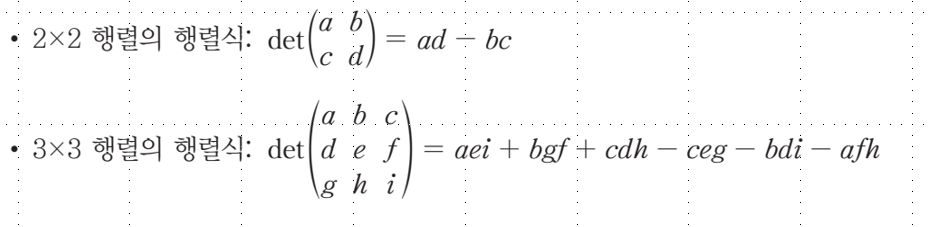 • 2×2 행렬의 행렬식: det(a b; c d) = ad − bc
• 3×3 행렬의 행렬식: det(a b c; d e f; g h i) = aei + bgf + cdh − ceg − bdi − afh